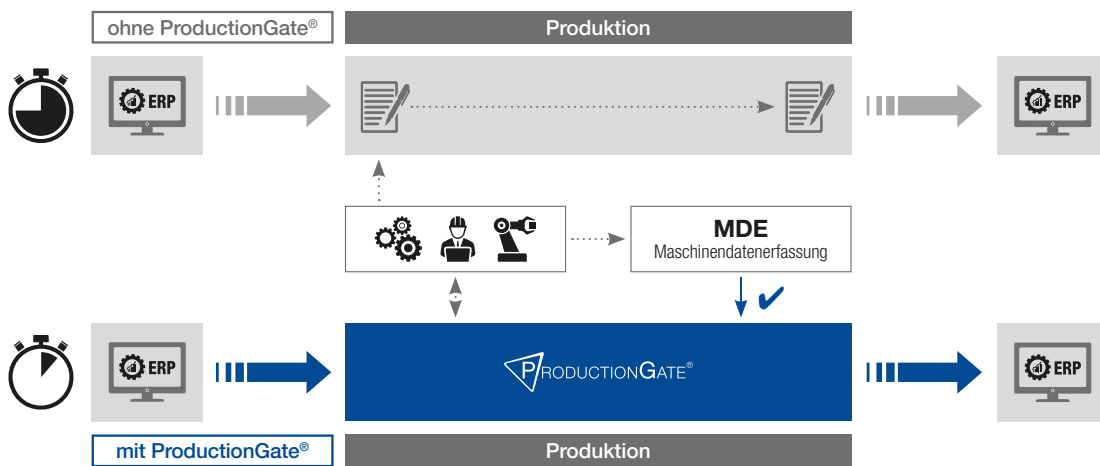 ohne ProductionGate®
Produktion
ERP
ERP
MDE
Maschinendatenerfassung
ERP
PRODUCTIONGATE®
ERP
mit ProductionGate®
Produktion